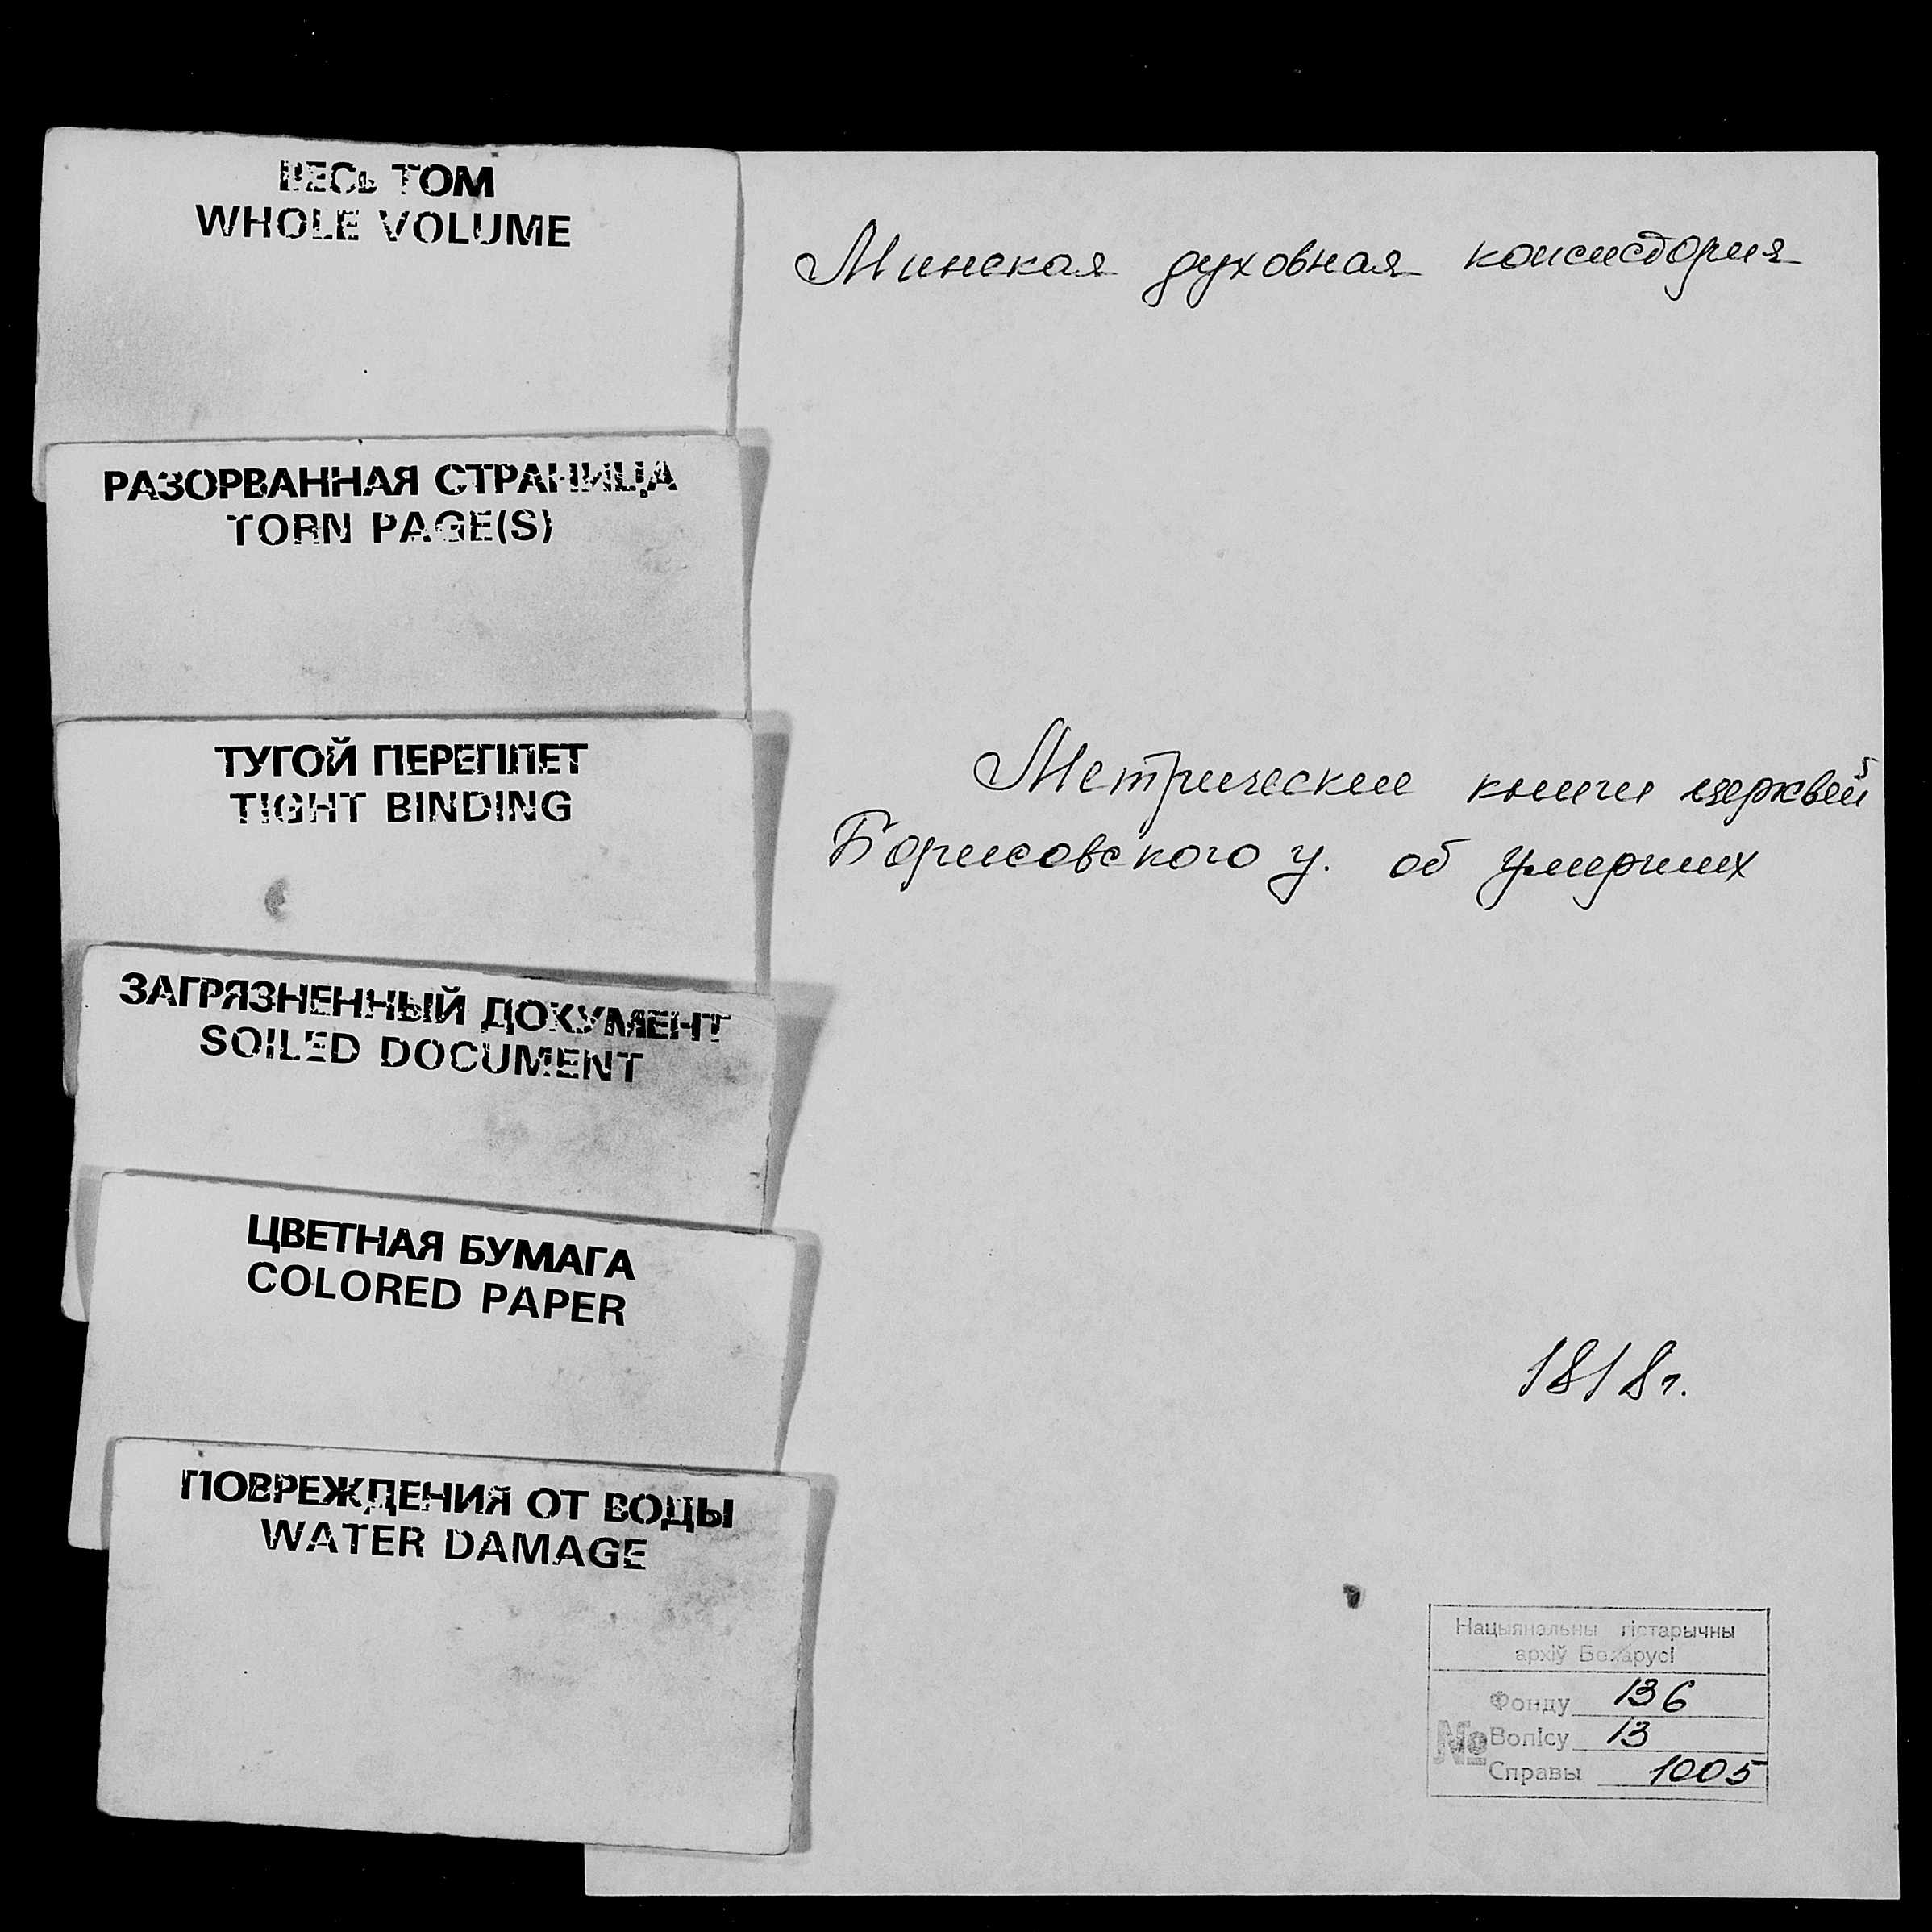 ВЕСЬ ТОМ
WHOLE VOLUME
РАЗОРВАННАЯ СТРАНИЦА
TORN PAGE(S)
ТУГОЙ ПЕРЕПЛЕТ
TIGHT BINDING
ЗАГРЯЗНЕННЫЙ ДОКУМЕНТ
SOILED DOCUMENT
ЦВЕТНАЯ БУМАГА
COLORED PAPER
ПОВРЕЖДЕНИЯ ОТ ВОДЫ
WATER DAMAGE
Минская духовная консистория
Метрические книги церквей
Борисовского у. об умерших
1818 г.
Нацыянальны гістарычны
архіў Беларусі
Фонду 136
№ Вопісу 13
Справы 1005